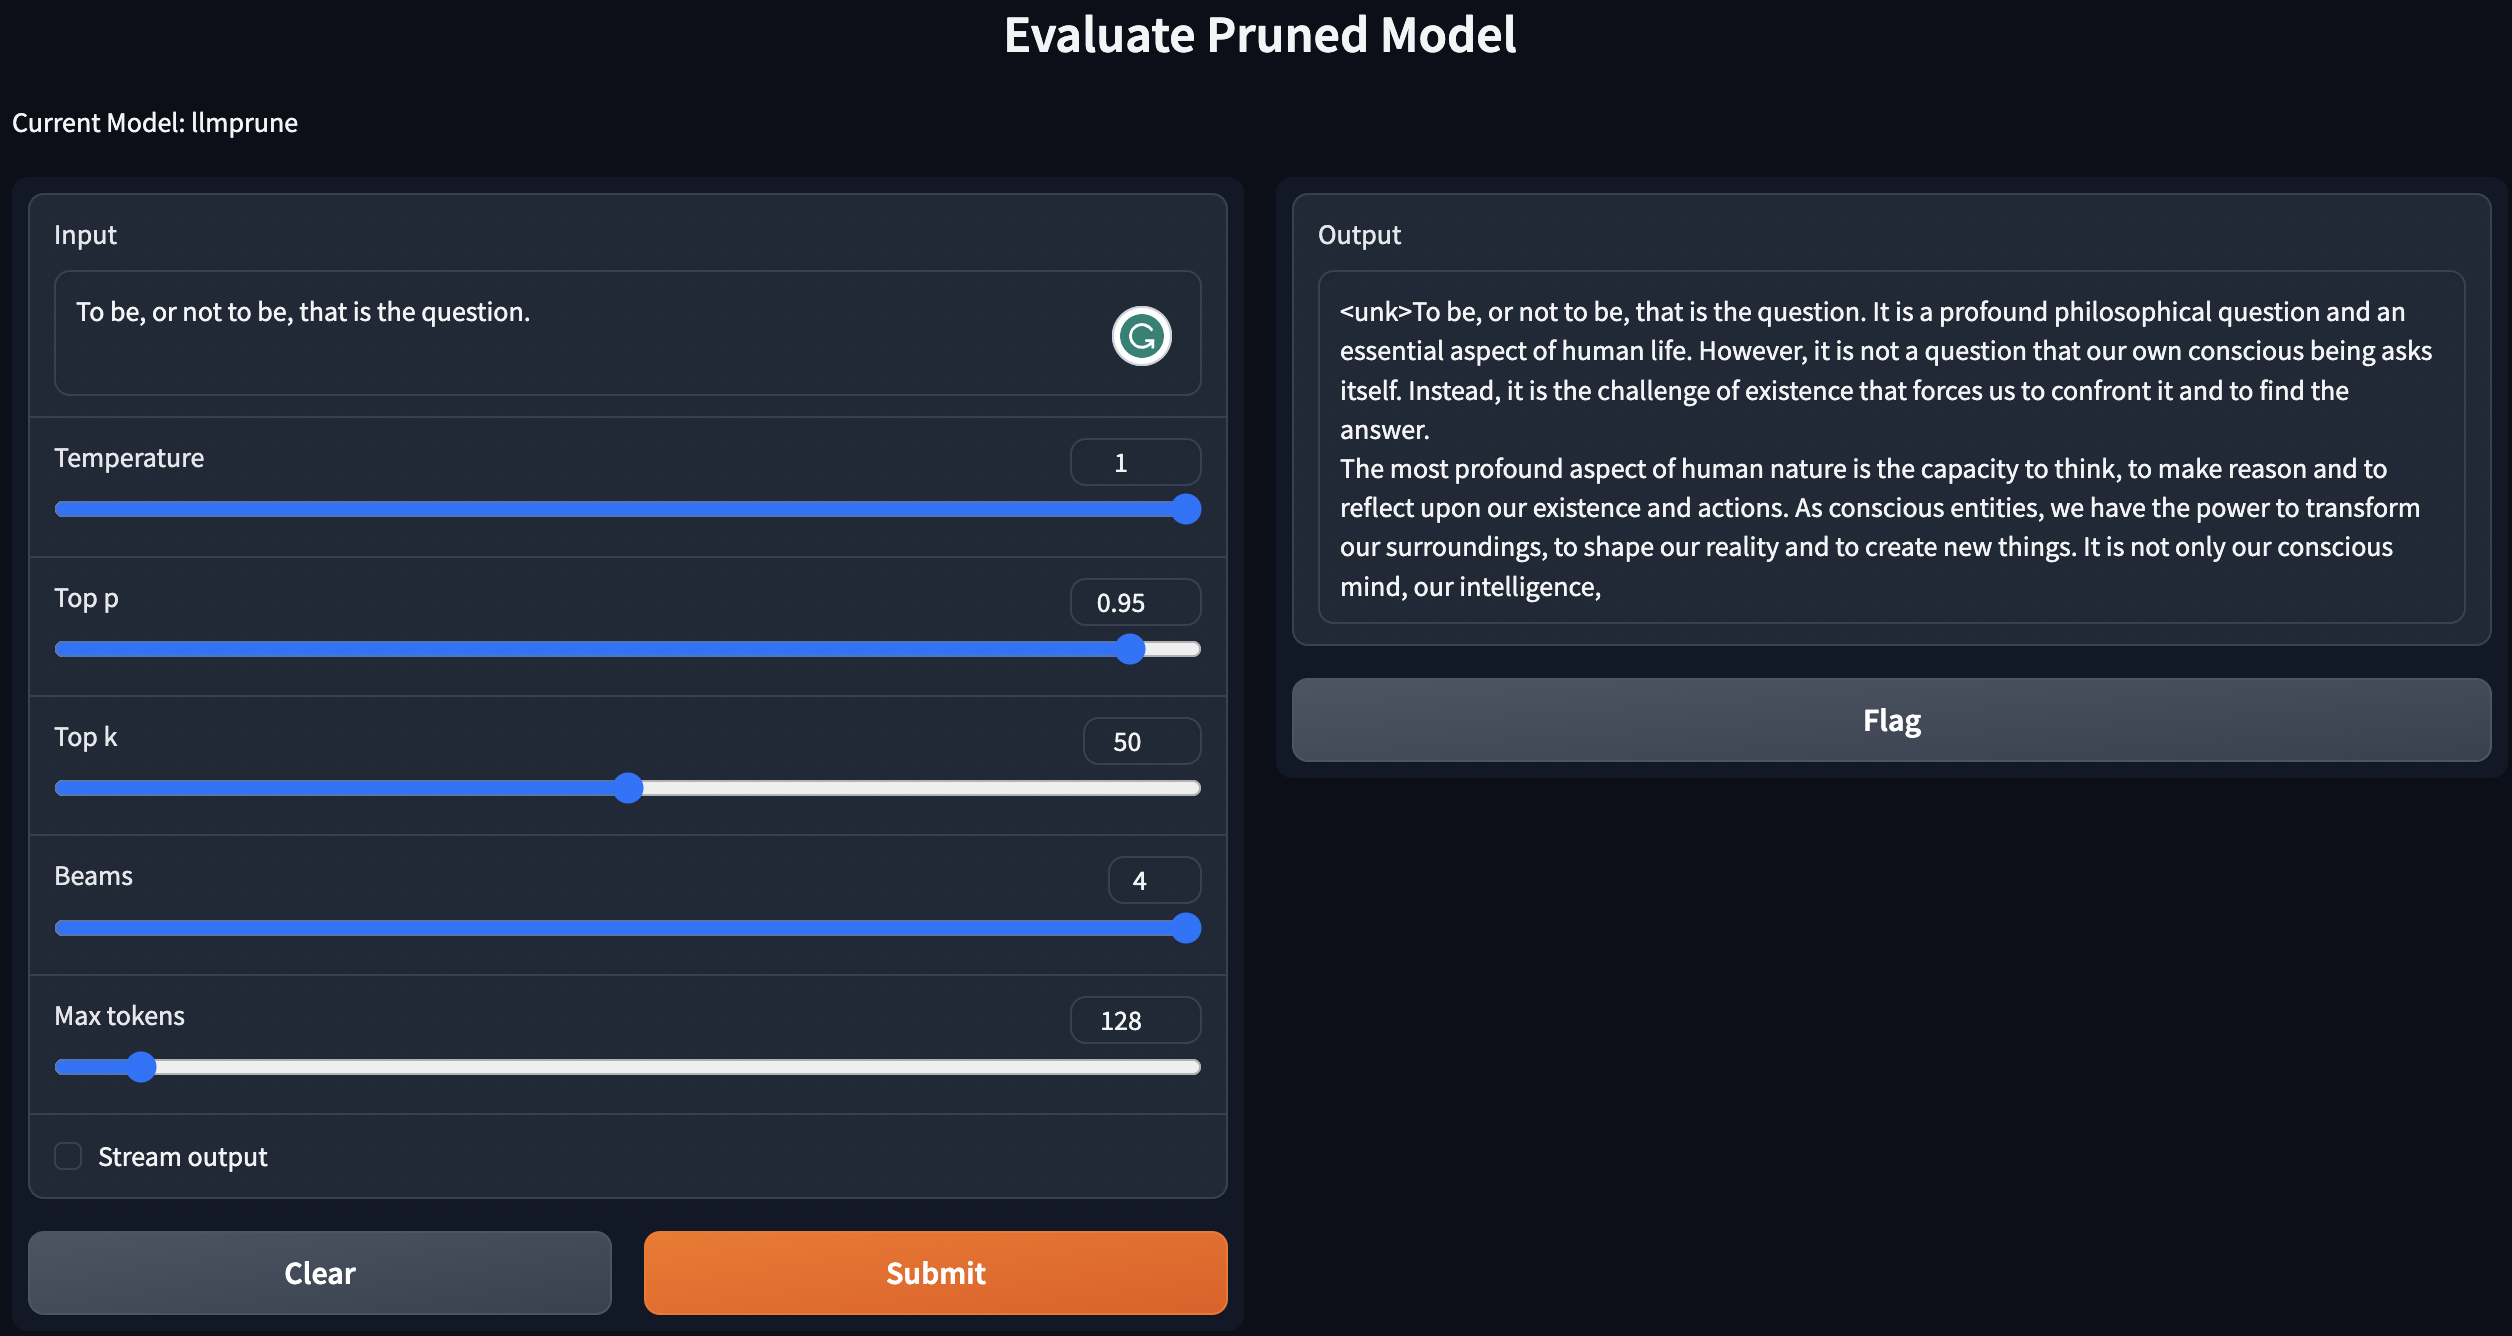 Evaluate Pruned Model
Current Model: llmprune
Input
To be, or not to be, that is the question.
Temperature
1
Top p
0.95
Top k
50
Beams
4
Max tokens
128
Stream output
Clear
Submit
Output
<unk>To be, or not to be, that is the question. It is a profound philosophical question and an
essential aspect of human life. However, it is not a question that our own conscious being asks
itself. Instead, it is the challenge of existence that forces us to confront it and to find the
answer.
The most profound aspect of human nature is the capacity to think, to make reason and to
reflect upon our existence and actions. As conscious entities, we have the power to transform
our surroundings, to shape our reality and to create new things. It is not only our conscious
mind, our intelligence,
Flag